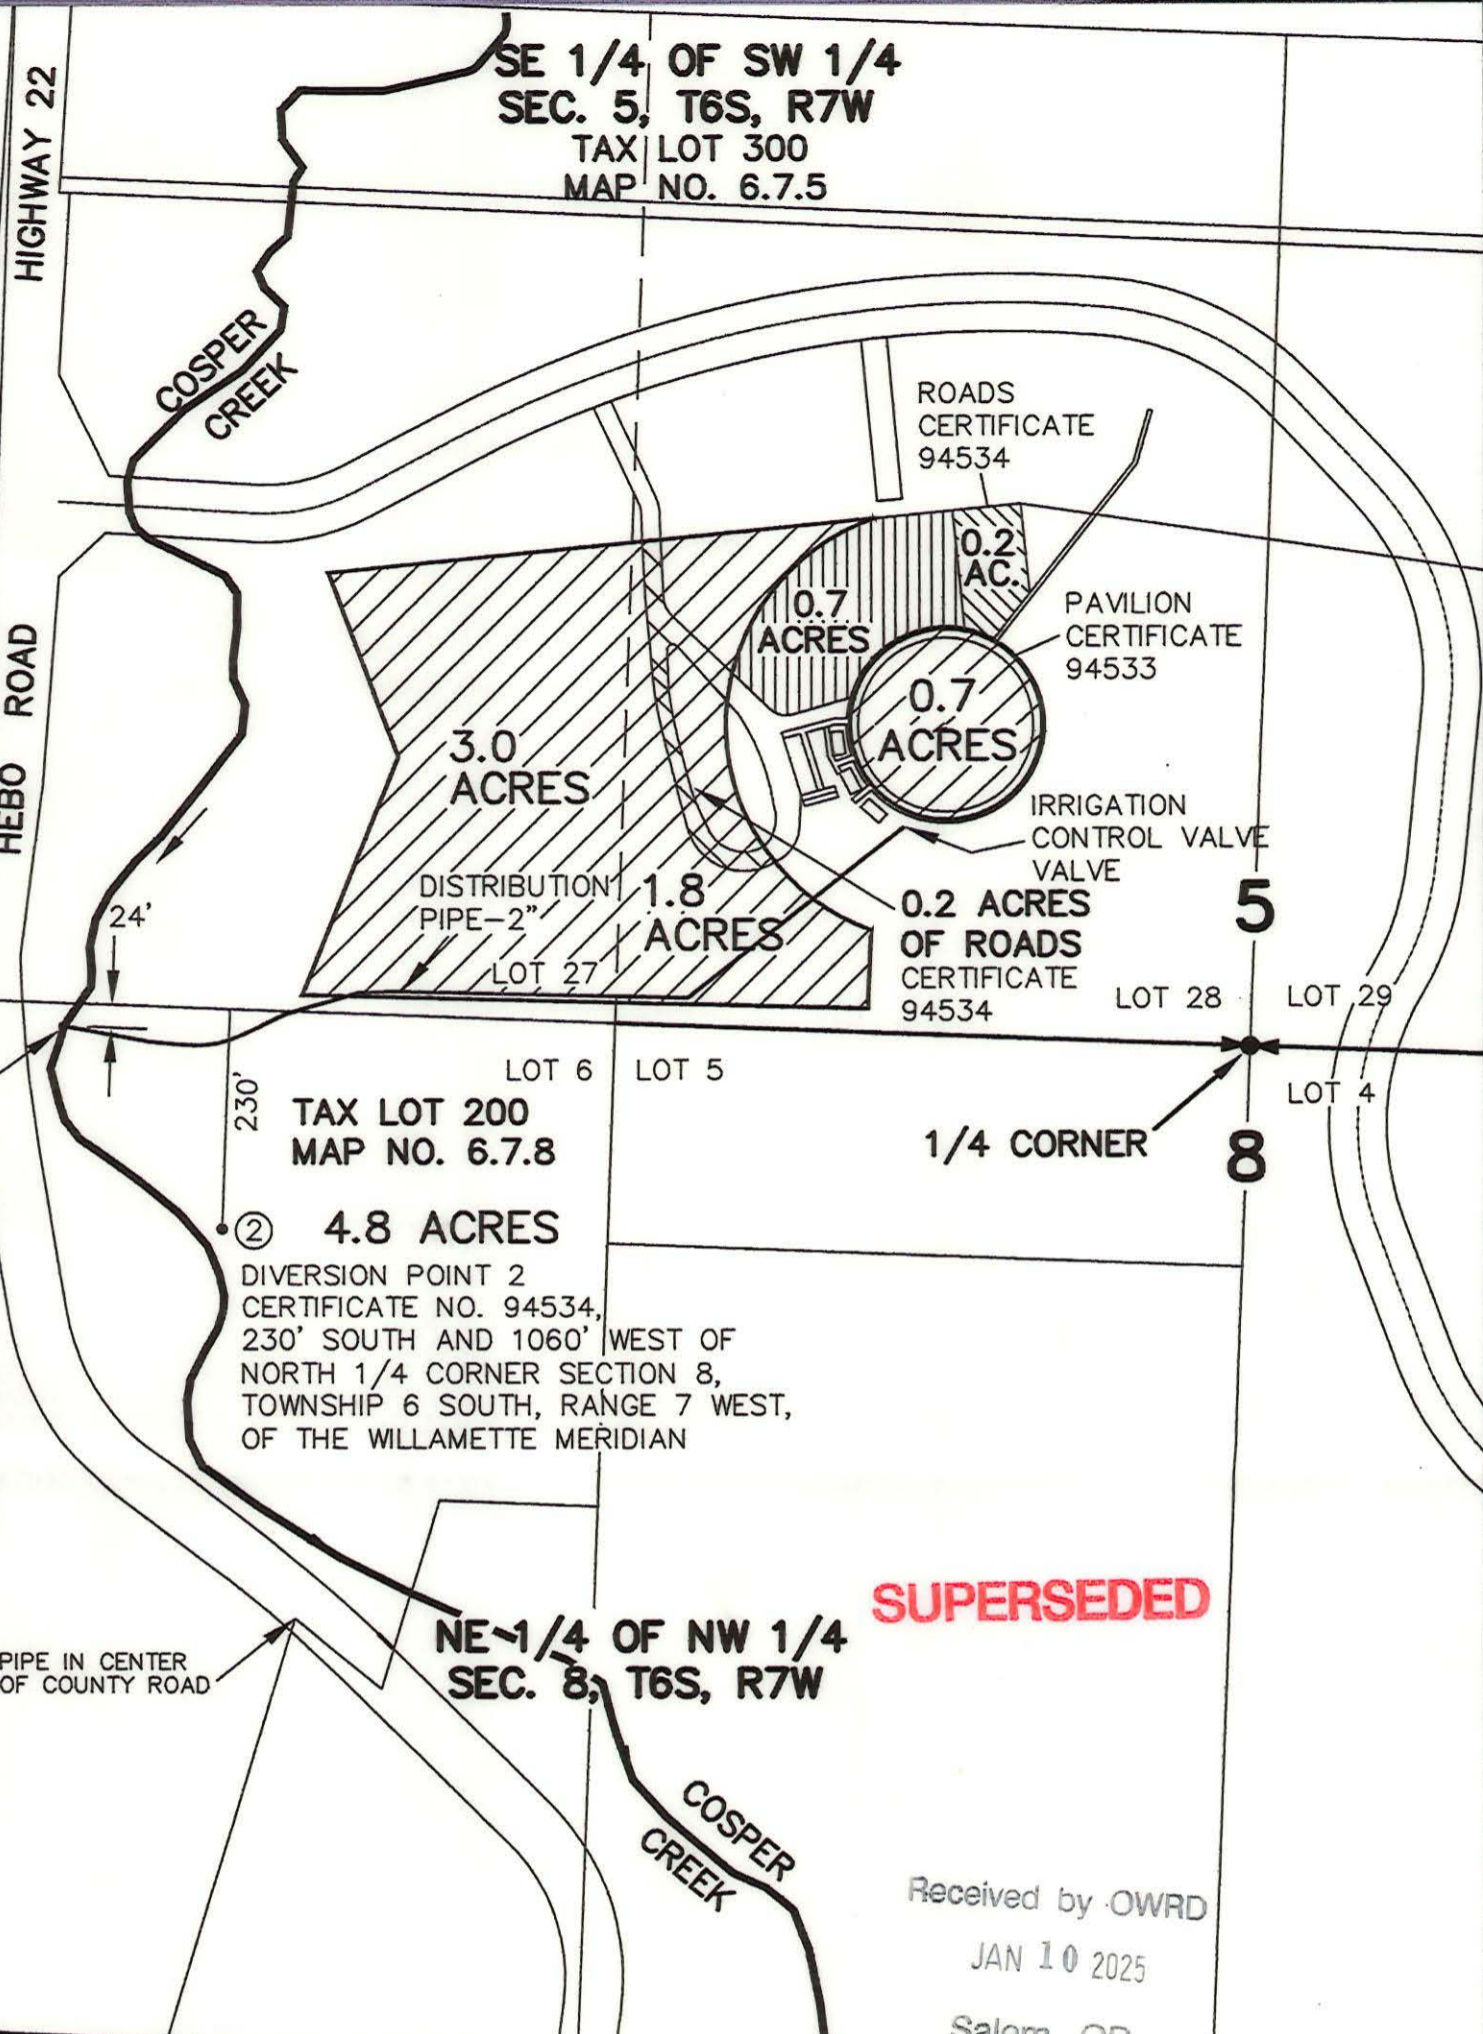 SE 1/4 OF SW 1/4
SEC. 5, T6S, R7W
TAX LOT 300
MAP NO. 6.7.5
HIGHWAY 22
COSPER
CREEK
ROADS
CERTIFICATE
94534
0.2
AC.
0.7
ACRES
PAVILION
CERTIFICATE
94533
0.7
ACRES
HEBO ROAD
3.0
ACRES
IRRIGATION
CONTROL VALVE
VALVE
DISTRIBUTION
PIPE-2"
1.8
ACRES
0.2 ACRES
OF ROADS
CERTIFICATE
94534
5
24'
LOT 27
LOT 28
LOT 29
LOT 6
LOT 5
LOT 4
230'
TAX LOT 200
MAP NO. 6.7.8
1/4 CORNER
8
2
4.8 ACRES
DIVERSION POINT 2
CERTIFICATE NO. 94534,
230' SOUTH AND 1060' WEST OF
NORTH 1/4 CORNER SECTION 8,
TOWNSHIP 6 SOUTH, RANGE 7 WEST,
OF THE WILLAMETTE MERIDIAN
SUPERSEDED
NE 1/4 OF NW 1/4
SEC. 8, T6S, R7W
PIPE IN CENTER
OF COUNTY ROAD
COSPER
CREEK
Received by OWRD
JAN 10 2025
Salem, OR